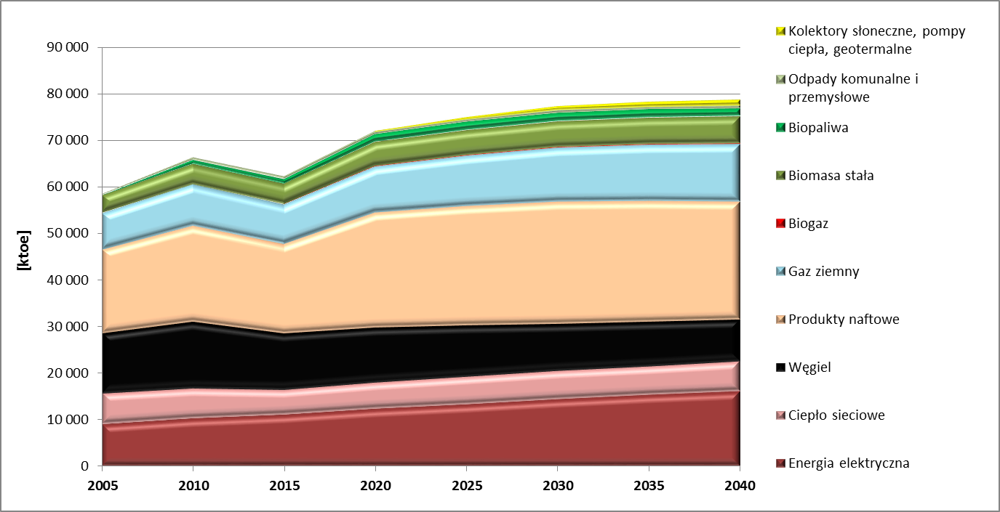 [ktoe]
90 000
80 000
70 000
60 000
50 000
40 000
30 000
20 000
10 000
0
2005 2010 2015 2020 2025 2030 2035 2040
Kolektory słoneczne, pompy
ciepła, geotermalne
Odpady komunalne i
przemysłowe
Biopaliwa
Biomasa stała
Biogaz
Gaz ziemny
Produkty naftowe
Węgiel
Ciepło sieciowe
Energia elektryczna